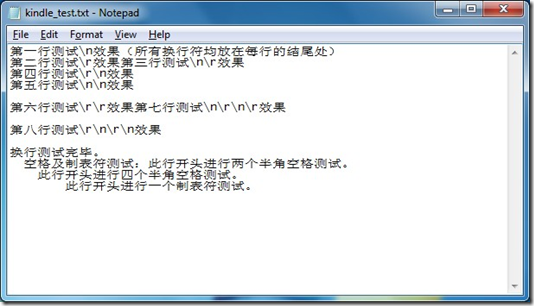 kindle_test.txt - Notepad
File Edit Format View Help
第一行测试\n效果（所有换行符均放在每行的结尾处）
第二行测试\r效果第三行测试\n\r效果
第四行测试\r\n效果
第五行测试\n\n效果
第六行测试\r\r效果第七行测试\n\r\n\r效果
第八行测试\r\n\r\n效果
换行测试完毕。
  空格及制表符测试：此行开头进行两个半角空格测试。
    此行开头进行四个半角空格测试。
	此行开头进行一个制表符测试。